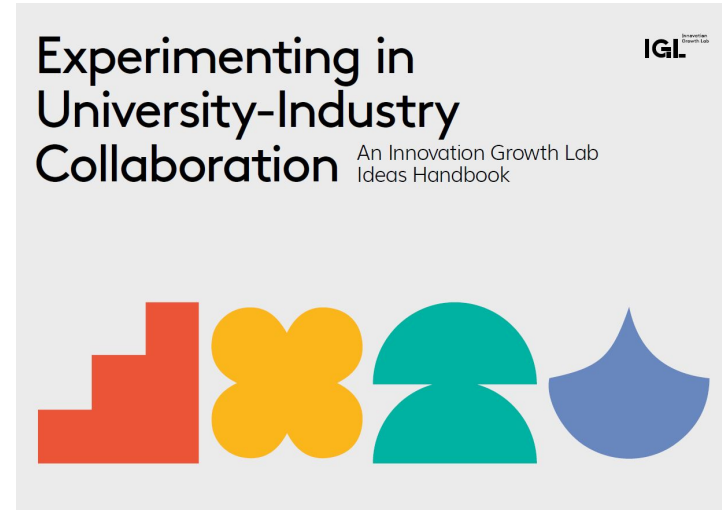 Experimenting in
University-Industry
Collaboration
An Innovation Growth Lab
Ideas Handbook
IGL
Innovation
Growth Lab